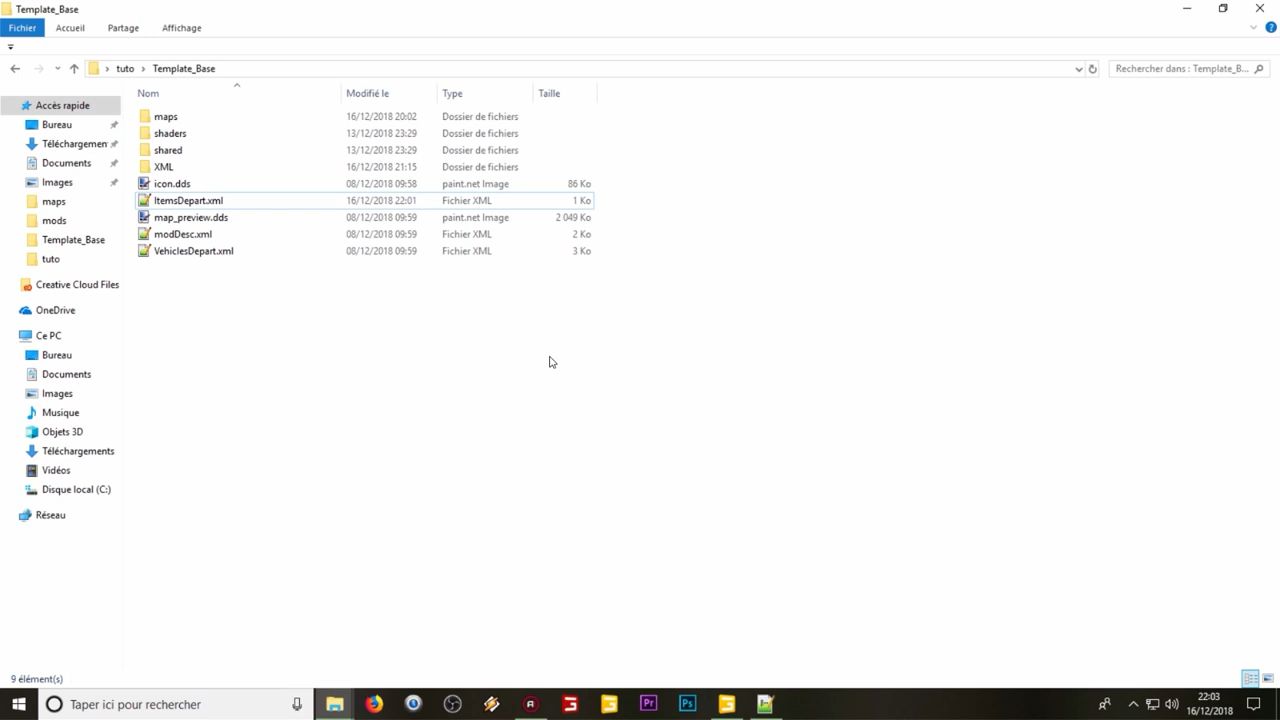 Template_Base
Fichier Accueil Partage Affichage
tuto Template_Base Rechercher dans : Template_B...
Nom Modifié le Type Taille
Accès rapide
Bureau
Téléchargemen
Documents
Images
maps
mods
Template_Base
tuto
Creative Cloud Files
OneDrive
Ce PC
Bureau
Documents
Images
Musique
Objets 3D
Téléchargements
Vidéos
Disque local (C:)
Réseau
maps 16/12/2018 20:02 Dossier de fichiers
shaders 13/12/2018 23:29 Dossier de fichiers
shared 13/12/2018 23:29 Dossier de fichiers
XML 16/12/2018 21:15 Dossier de fichiers
icon.dds 08/12/2018 09:58 paint.net Image 86 Ko
ItemsDepart.xml 16/12/2018 22:01 Fichier XML 1 Ko
map_preview.dds 08/12/2018 09:59 paint.net Image 2 049 Ko
modDesc.xml 08/12/2018 09:59 Fichier XML 2 Ko
VehiclesDepart.xml 08/12/2018 09:59 Fichier XML 3 Ko
9 élément(s)
Taper ici pour rechercher
Pr
Ps
22:03
16/12/2018